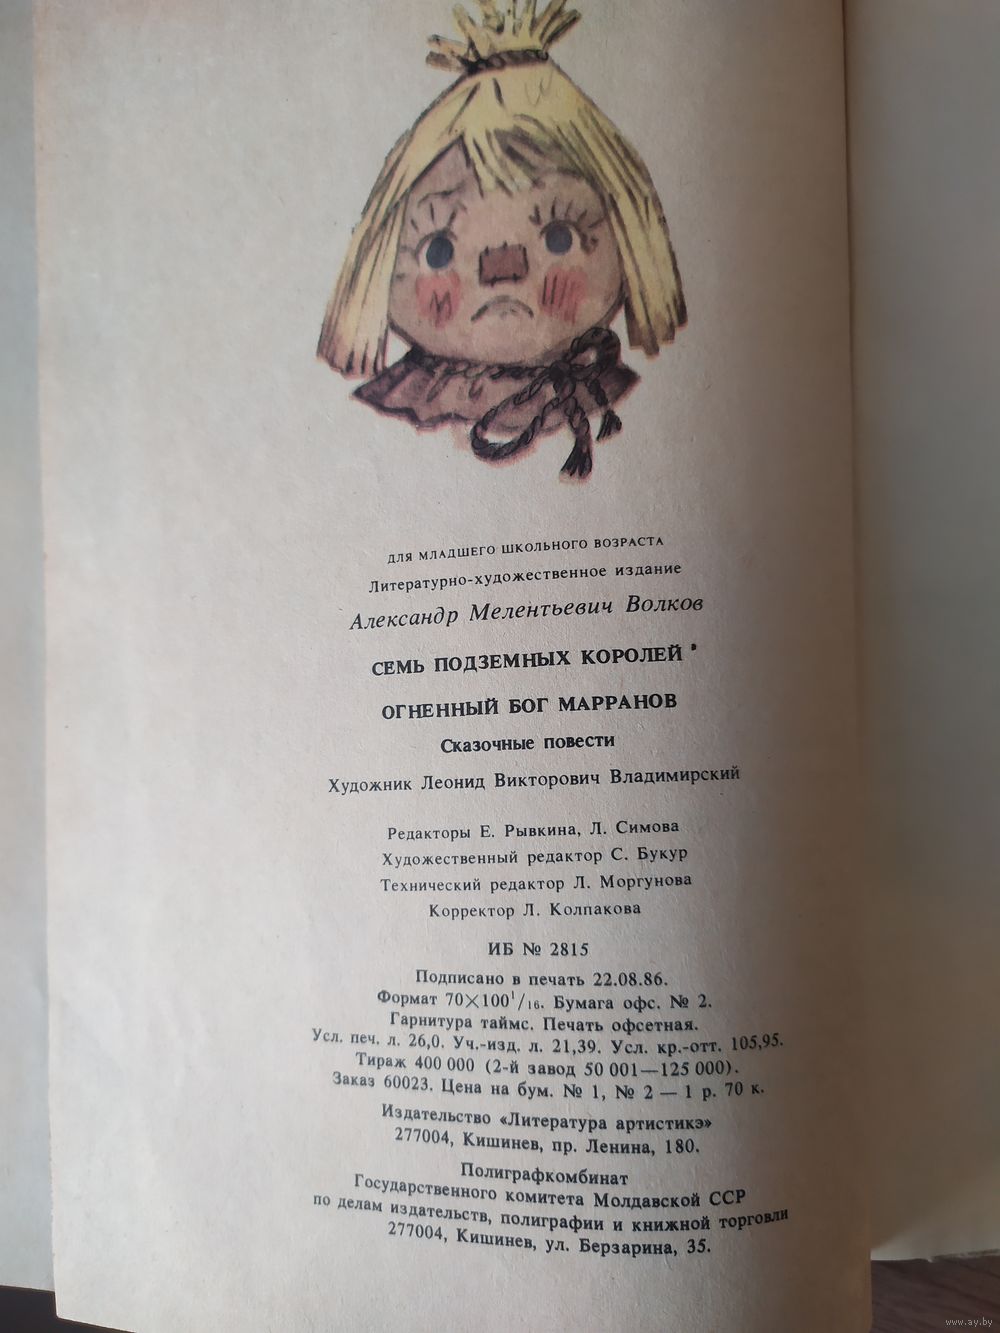 ДЛЯ МЛАДШЕГО ШКОЛЬНОГО ВОЗРАСТА
Литературно-художественное издание
Александр Мелентьевич Волков
СЕМЬ ПОДЗЕМНЫХ КОРОЛЕЙ
ОГНЕННЫЙ БОГ МАРРАНОВ
Сказочные повести
Художник Леонид Викторович Владимирский
Редакторы Е. Рывкина, Л. Симова
Художественный редактор С. Букур
Технический редактор Л. Моргунова
Корректор Л. Колпакова
ИБ № 2815
Подписано в печать 22.08.86.
Формат 70×100¹/₁₆. Бумага офс. № 2.
Гарнитура таймс. Печать офсетная.
Усл. печ. л. 26,0. Уч.-изд. л. 21,39. Усл. кр.-отт. 105,95.
Тираж 400 000 (2-й завод 50 001—125 000).
Заказ 60023. Цена на бум. № 1, № 2 — 1 р. 70 к.
Издательство «Литература артистикэ»
277004, Кишинев, пр. Ленина, 180.
Полиграфкомбинат
Государственного комитета Молдавской ССР
по делам издательств, полиграфии и книжной торговли
277004, Кишинев, ул. Берзарина, 35.
www.ay.by